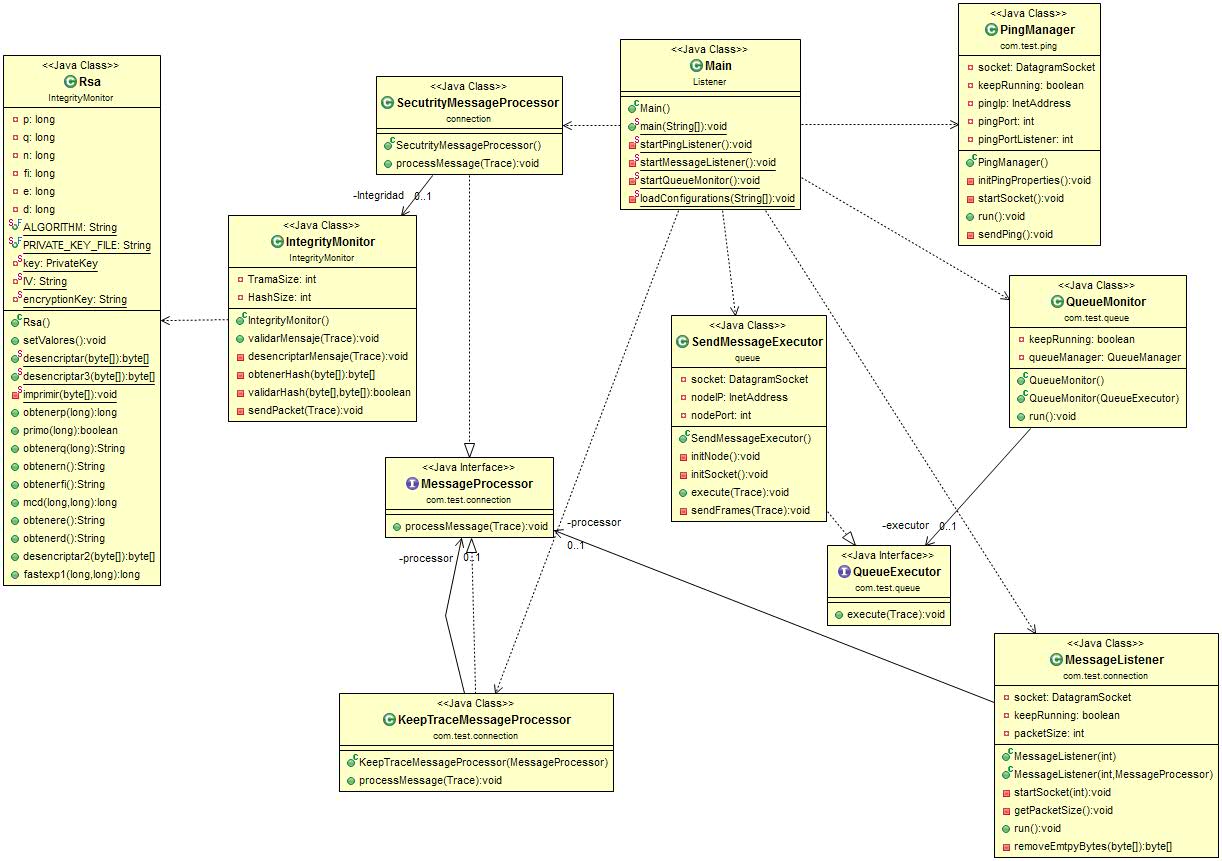 <<Java Class>>
Rsa
IntegrityMonitor
p: long
q: long
n: long
fi: long
e: long
d: long
ALGORITHM: String
PRIVATE_KEY_FILE: String
key: PrivateKey
IV: String
encryptionKey: String
Rsa()
setValores():void
desencriptar(byte[]):byte[]
desencriptar3(byte[]):byte[]
imprimir(byte[]):void
obtenerp(long):long
primo(long):boolean
obtenerq(long):String
obtenern():String
obtenerfi():String
mcd(long,long):long
obtenere():String
obtenerd():String
desencriptar2(byte[]):byte[]
fastexp1(long,long):long
<<Java Class>>
SecutrityMessageProcessor
connection
SecutrityMessageProcessor()
processMessage(Trace):void
-Integridad
0..1
<<Java Class>>
IntegrityMonitor
IntegrityMonitor
TramaSize: int
HashSize: int
IntegrityMonitor()
validarMensaje(Trace):void
desencriptarMensaje(Trace):void
obtenerHash(byte[]):byte[]
validarHash(byte[],byte[]):boolean
sendPacket(Trace):void
<<Java Class>>
Main
Listener
Main()
main(String[]):void
startPingListener():void
startMessageListener():void
startQueueMonitor():void
loadConfigurations(String[]):void
<<Java Class>>
PingManager
com.test.ping
socket: DatagramSocket
keepRunning: boolean
pingIp: InetAddress
pingPort: int
pingPortListener: int
PingManager()
initPingProperties():void
startSocket():void
run():void
sendPing():void
<<Java Class>>
QueueMonitor
com.test.queue
keepRunning: boolean
queueManager: QueueManager
QueueMonitor()
QueueMonitor(QueueExecutor)
run():void
<<Java Class>>
SendMessageExecutor
queue
socket: DatagramSocket
nodeIP: InetAddress
nodePort: int
SendMessageExecutor()
initNode():void
initSocket():void
execute(Trace):void
sendFrames(Trace):void
<<Java Interface>>
MessageProcessor
com.test.connection
processMessage(Trace):void
-processor
0..1
-processor
0..1
-executor
0..1
<<Java Interface>>
QueueExecutor
com.test.queue
execute(Trace):void
<<Java Class>>
KeepTraceMessageProcessor
com.test.connection
KeepTraceMessageProcessor(MessageProcessor)
processMessage(Trace):void
<<Java Class>>
MessageListener
com.test.connection
socket: DatagramSocket
keepRunning: boolean
packetSize: int
MessageListener(int)
MessageListener(int,MessageProcessor)
startSocket(int):void
getPacketSize():void
run():void
removeEmtpyBytes(byte[]):byte[]